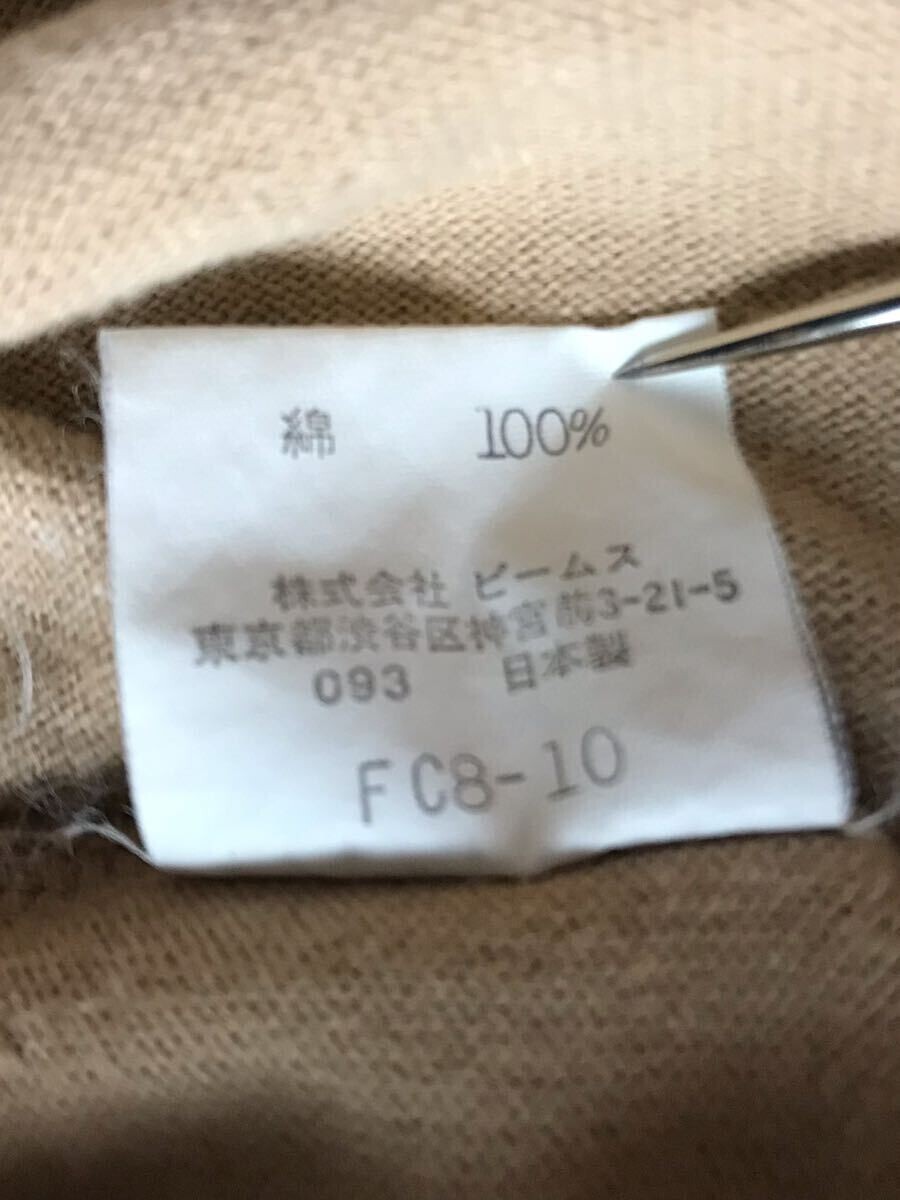 綿 100%
株式会社 ビームス
東京都渋谷区神宮前3-21-5
093 日本製
FC8-10